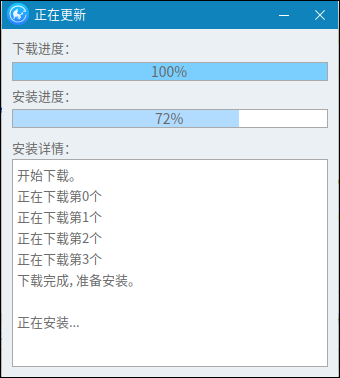 正在更新
下载进度：
100%
安装进度：
72%
安装详情：
开始下载。
正在下载第0个
正在下载第1个
正在下载第2个
正在下载第3个
下载完成, 准备安装。
正在安装...